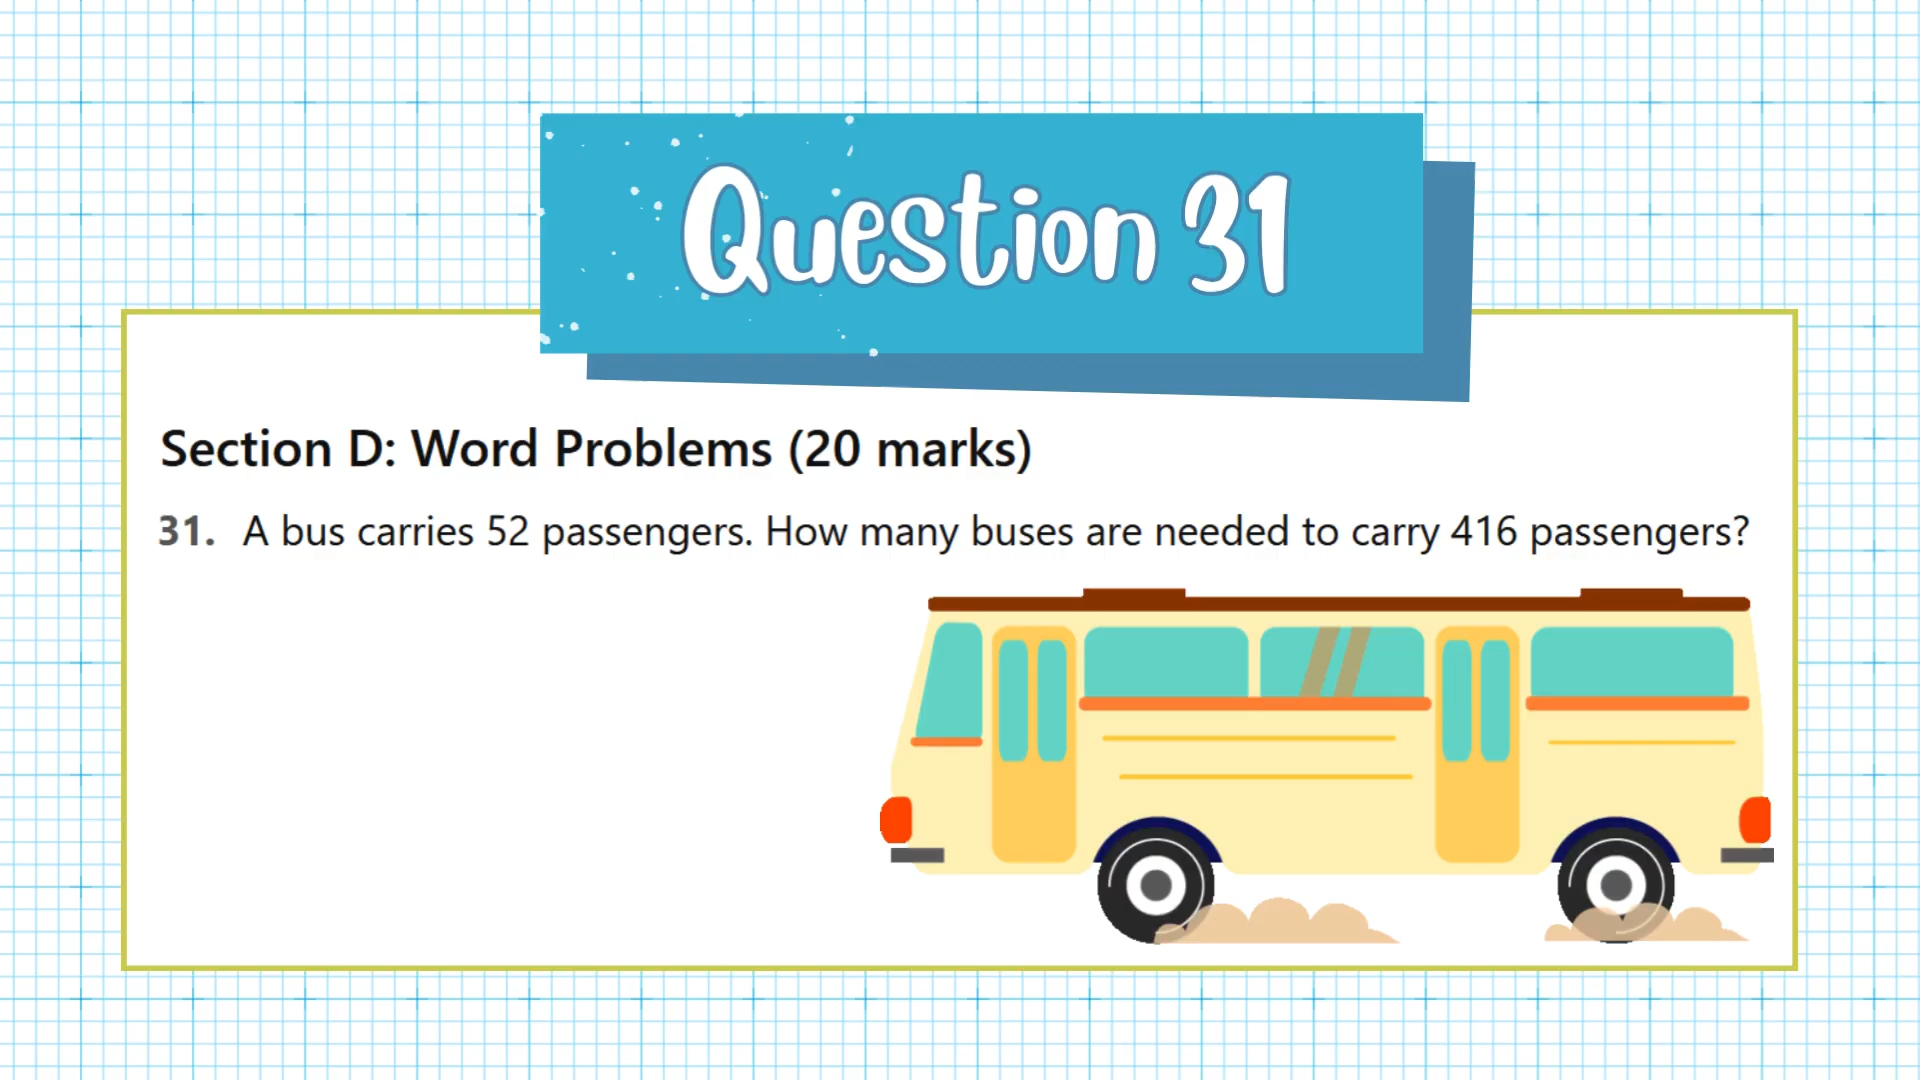 Question 31
Section D: Word Problems (20 marks)
31. A bus carries 52 passengers. How many buses are needed to carry 416 passengers?